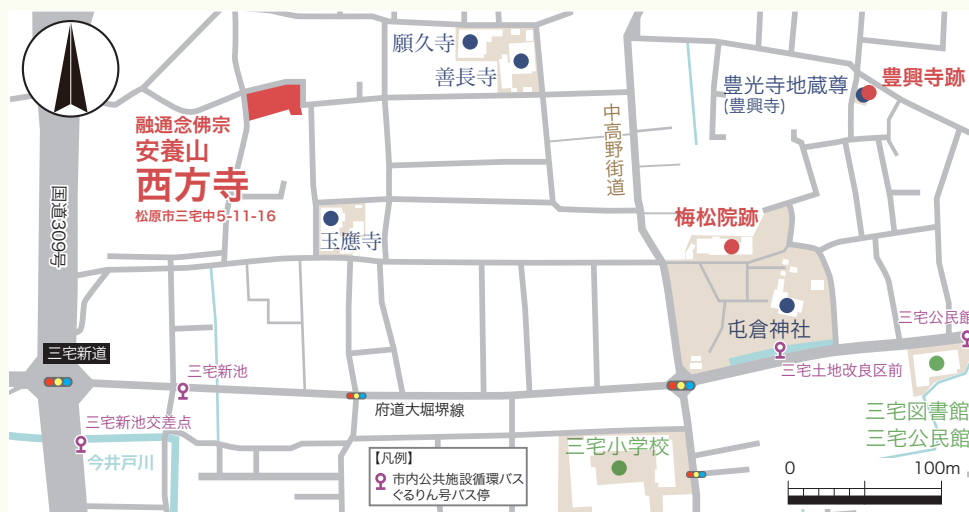 願久寺
善長寺
豊光寺地蔵尊
(豊興寺)
豊興寺跡
融通念佛宗
安養山
西方寺
松原市三宅中5-11-16
中高野街道
国道309号
玉應寺
梅松院跡
屯倉神社
三宅公民館
三宅新道
三宅新池
三宅土地改良区前
府道大堀堺線
三宅新池交差点
今井戸川
三宅図書館
三宅公民館
三宅小学校
【凡例】
市内公共施設循環バス
ぐるりん号バス停
0 100m